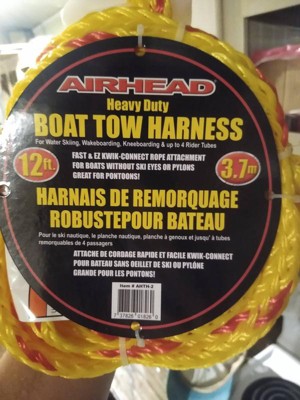 AIRHEAD
Heavy Duty
BOAT TOW HARNESS
For Water Skiing, Wakeboarding, Kneeboarding & up to 4 Rider Tubes
12ft.
FAST & EZ KWIK-CONNECT ROPE ATTACHMENT
FOR BOATS WITHOUT SKI EYES OR PYLONS
GREAT FOR PONTOONS!
3.7m
HARNAIS DE REMORQUAGE
ROBUSTEPOUR BATEAU
Pour le ski nautique, le planche nautique, planche à genoux et jusqu' à tubes
remorquables de 4 passagers
ATTACHE DE CORDAGE RAPIDE ET FACILE KWIK-CONNECT
POUR BATEAU SANS OEILLET DE SKI OU PYLÔNE
GRANDE POUR LES PONTONS!
Item # AHTH-2